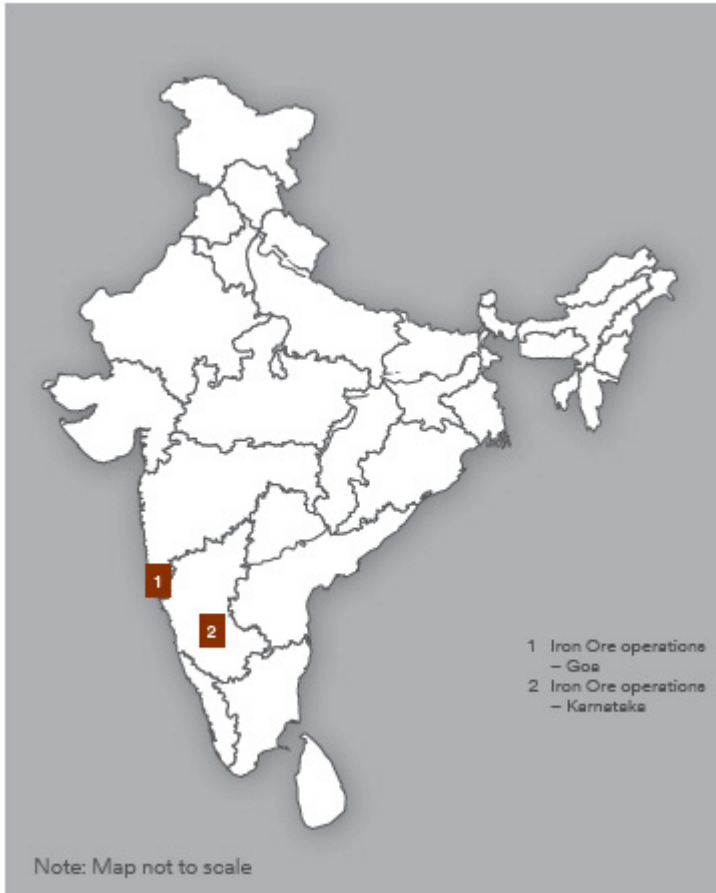 1
2
1 Iron Ore operations
– Goa
2 Iron Ore operations
– Karnataka
Note: Map not to scale